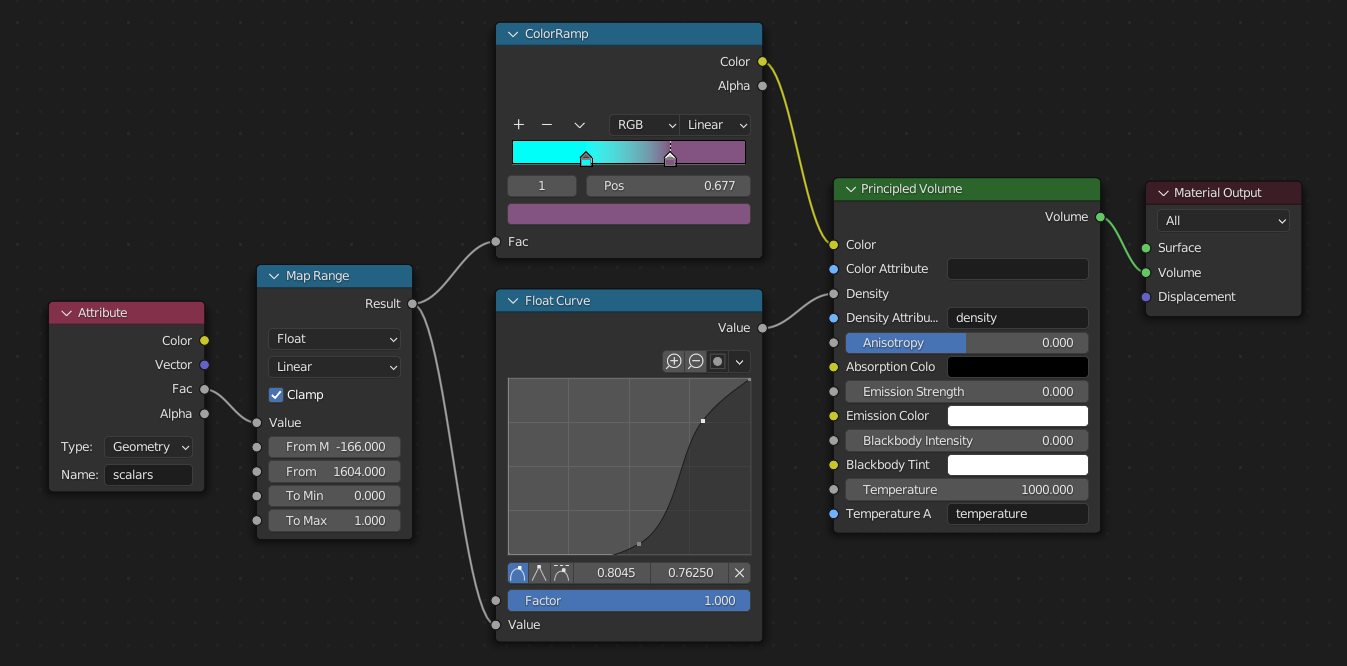 Attribute
Color
Vector
Fac
Alpha
Type: Geometry
Name: scalars
Map Range
Result
Float
Linear
Clamp
Value
From M -166.000
From 1604.000
To Min 0.000
To Max 1.000
ColorRamp
Color
Alpha
+ − RGB Linear
1 Pos 0.677
Fac
Float Curve
Value
0.8045 0.76250
Factor 1.000
Value
Principled Volume
Volume
Color
Color Attribute
Density
Density Attribu... density
Anisotropy 0.000
Absorption Colo
Emission Strength 0.000
Emission Color
Blackbody Intensity 0.000
Blackbody Tint
Temperature 1000.000
Temperature A temperature
Material Output
All
Surface
Volume
Displacement